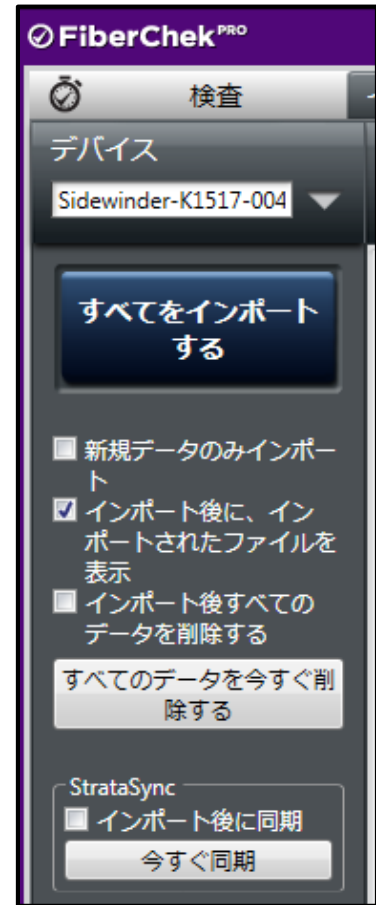 FiberChek PRO
検査
デバイス
Sidewinder-K1517-004
すべてをインポート
する
新規データのみインポー
ト
インポート後に、イン
ポートされたファイルを
表示
インポート後すべての
データを削除する
すべてのデータを今すぐ削
除する
StrataSync
インポート後に同期
今すぐ同期